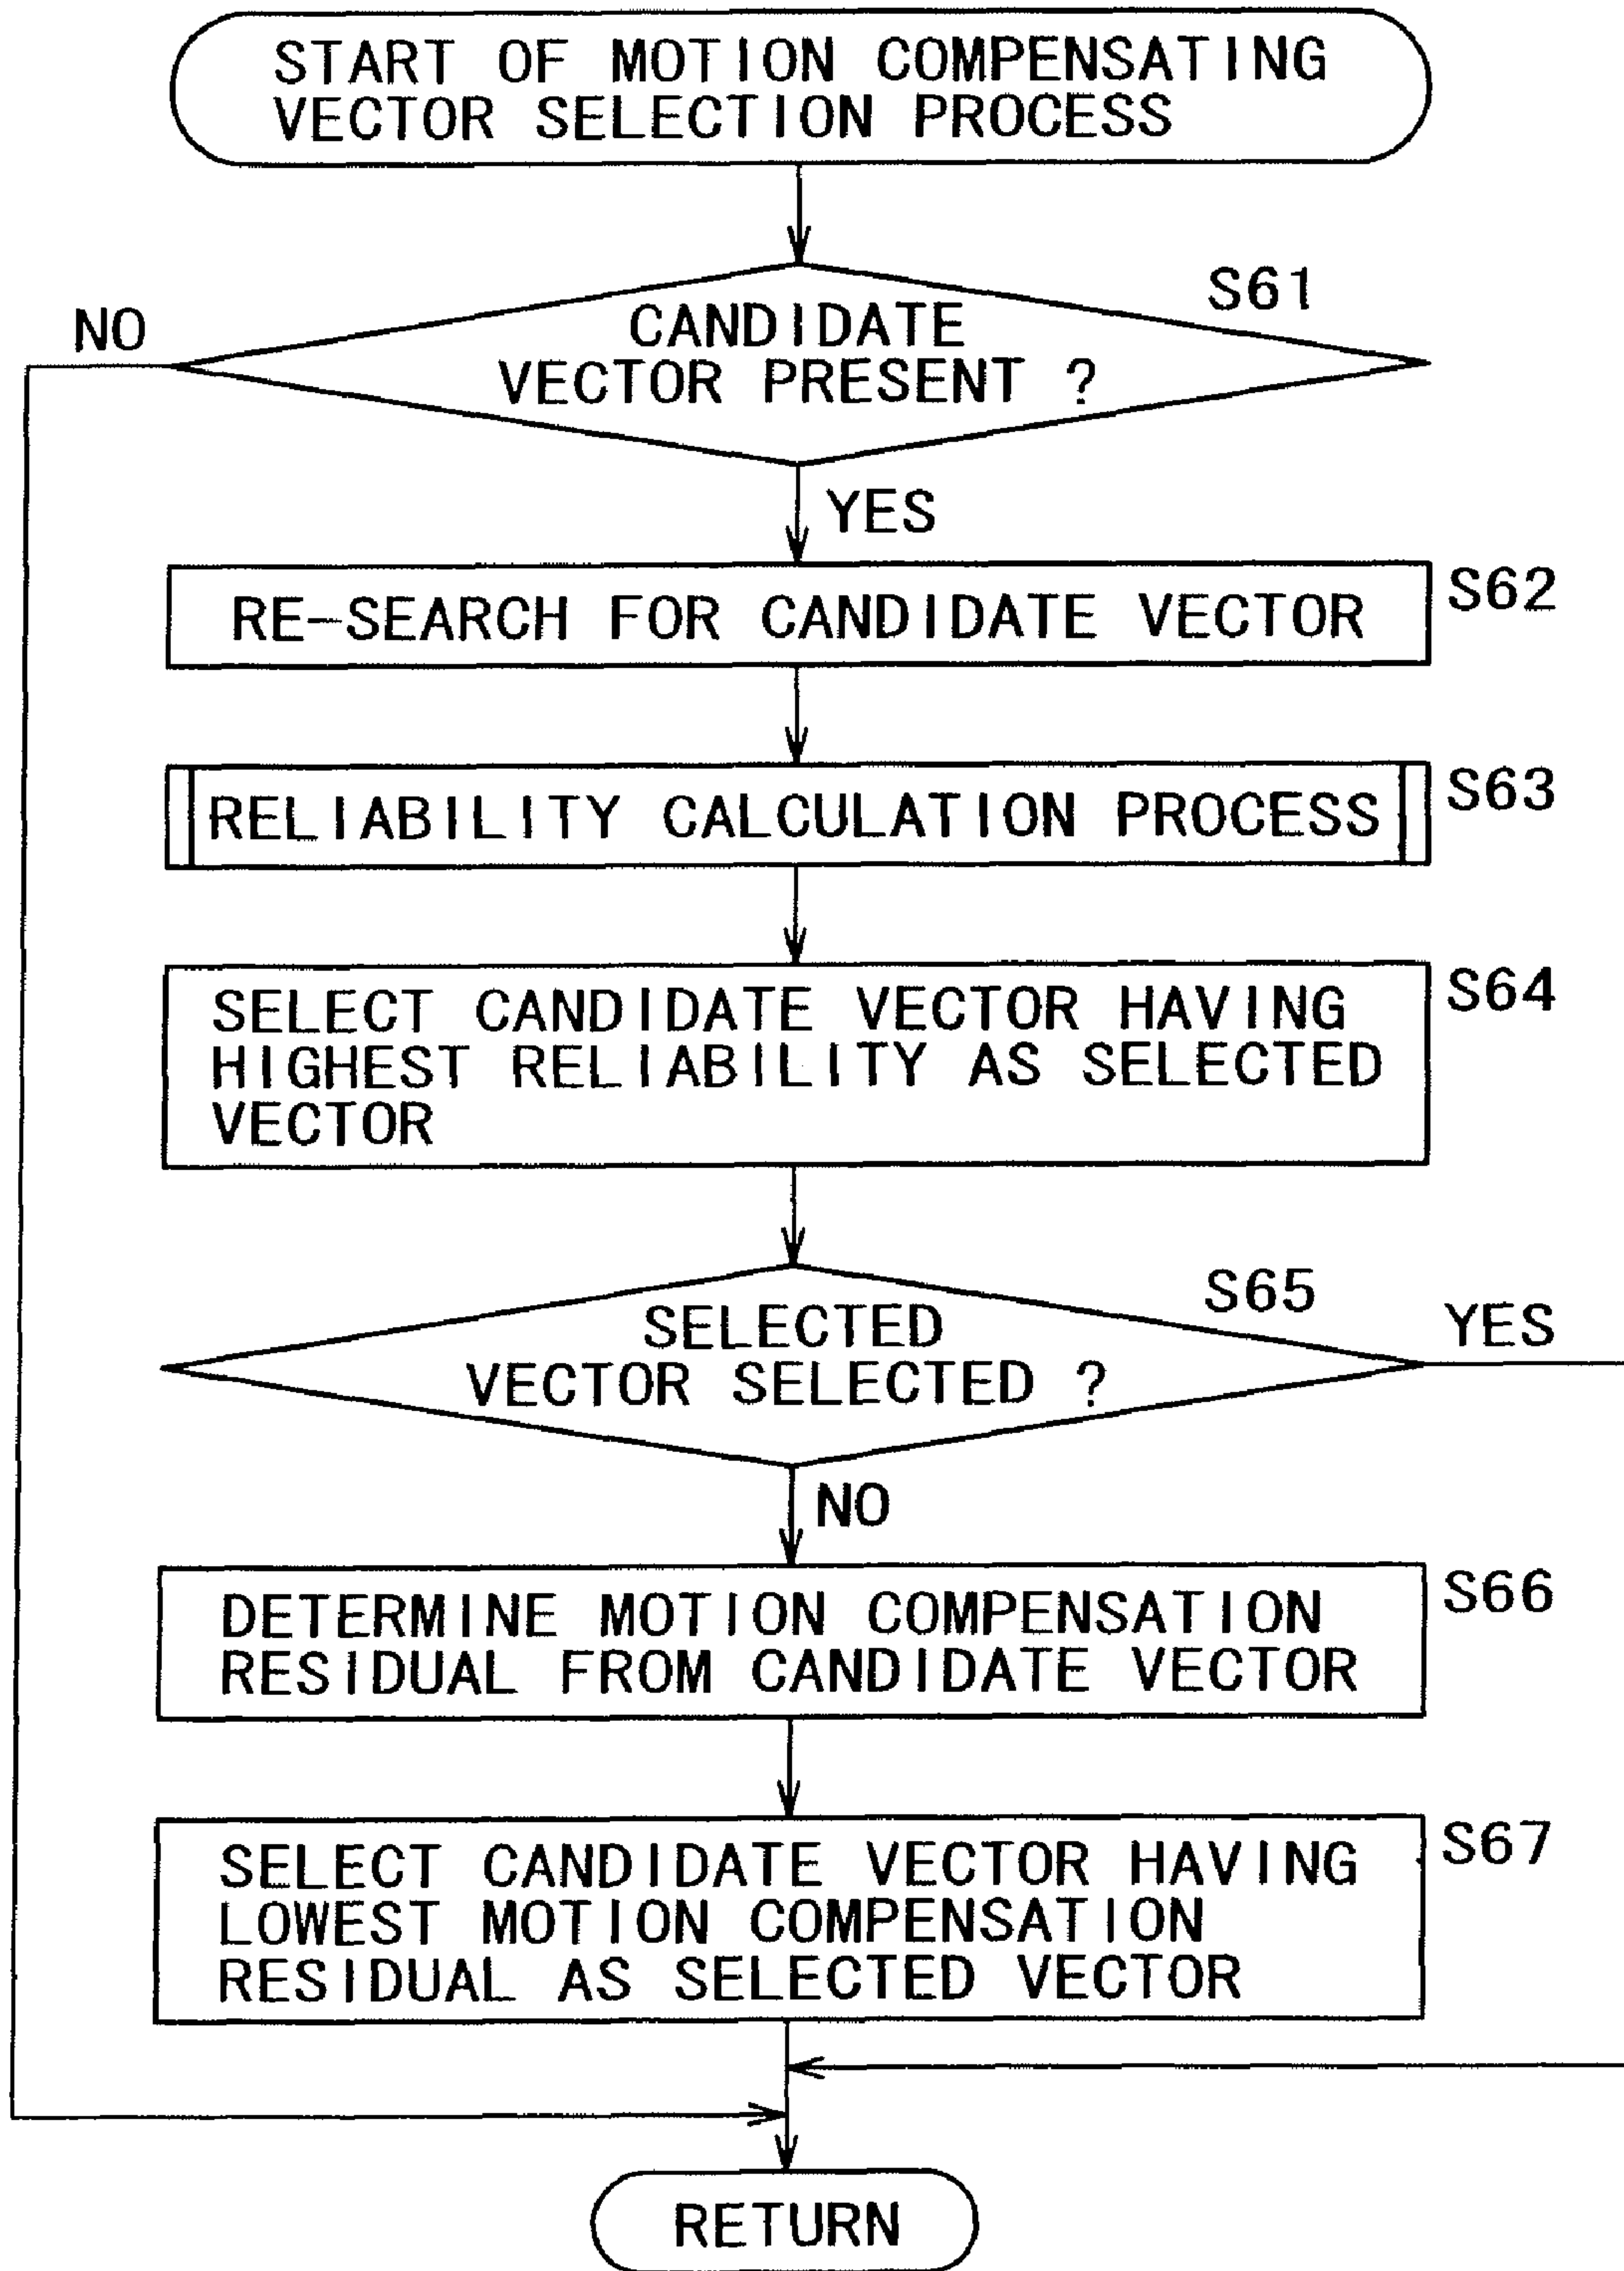 START OF MOTION COMPENSATING
VECTOR SELECTION PROCESS
S61
NO
CANDIDATE
VECTOR PRESENT ?
YES
S62
RE-SEARCH FOR CANDIDATE VECTOR
S63
RELIABILITY CALCULATION PROCESS
S64
SELECT CANDIDATE VECTOR HAVING
HIGHEST RELIABILITY AS SELECTED
VECTOR
S65
SELECTED
VECTOR SELECTED ?
YES
NO
S66
DETERMINE MOTION COMPENSATION
RESIDUAL FROM CANDIDATE VECTOR
S67
SELECT CANDIDATE VECTOR HAVING
LOWEST MOTION COMPENSATION
RESIDUAL AS SELECTED VECTOR
RETURN